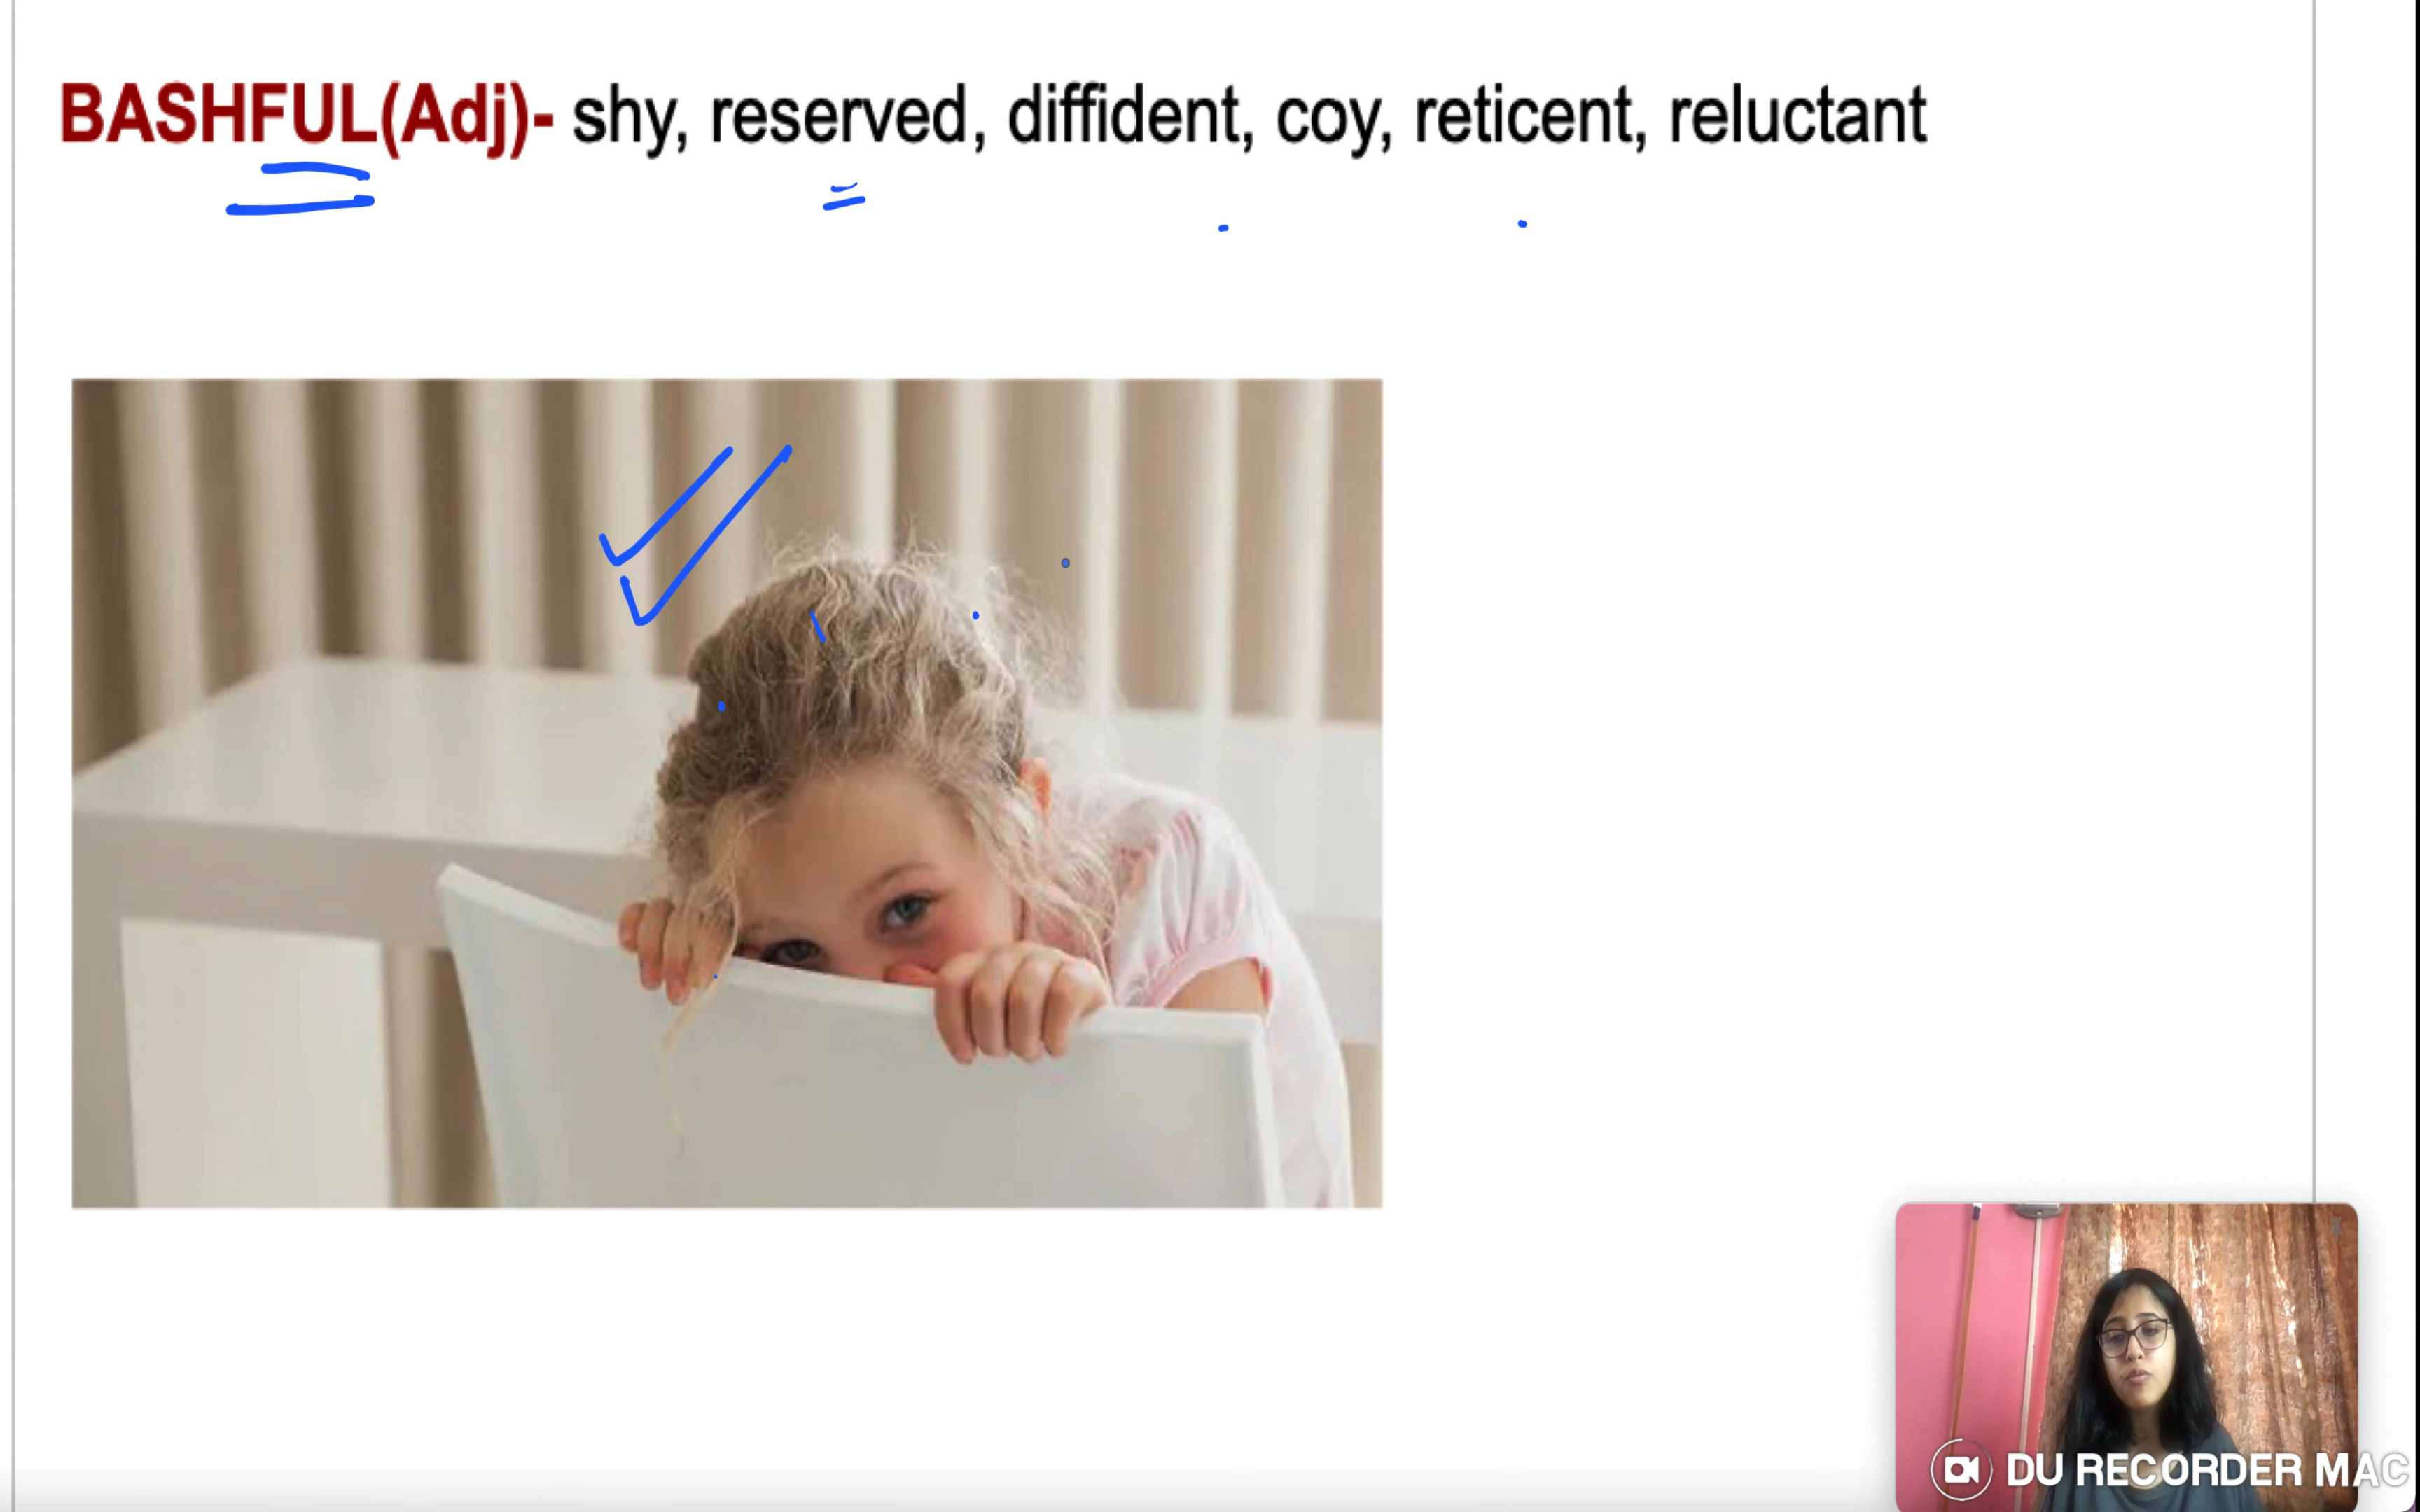 BASHFUL(Adj)- shy, reserved, diffident, coy, reticent, reluctant
DU RECORDER MAC